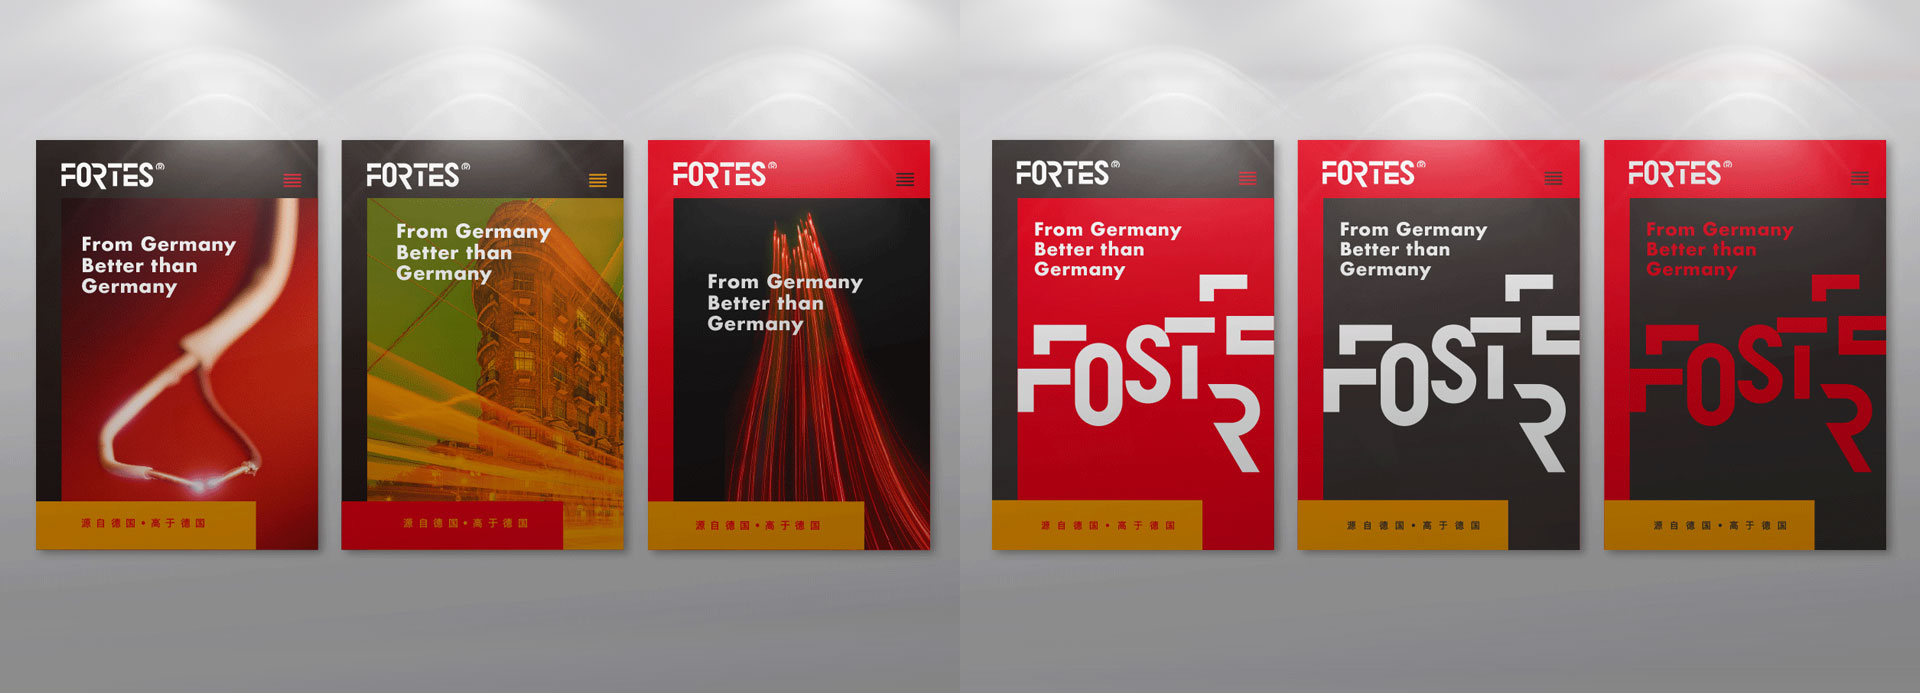 FORTES®
From Germany
Better than
Germany
源自德国•高于德国
FORTES®
From Germany
Better than
Germany
源自德国•高于德国
FORTES®
From Germany
Better than
Germany
源自德国•高于德国
FORTES®
From Germany
Better than
Germany
FOSTER
源自德国•高于德国
FORTES®
From Germany
Better than
Germany
FOSTER
源自德国•高于德国
FORTES®
From Germany
Better than
Germany
FOSTER
源自德国•高于德国